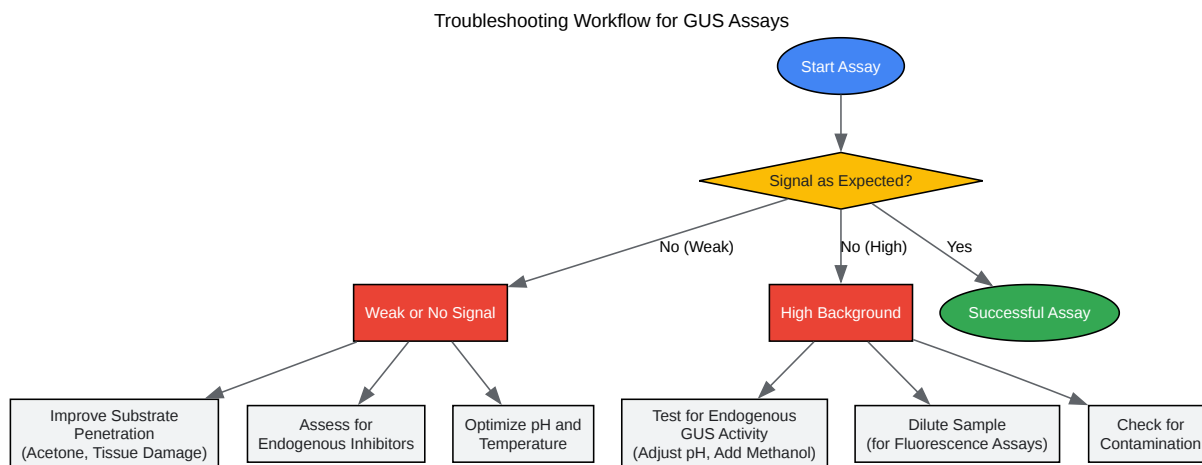 Troubleshooting Workflow for GUS Assays
Start Assay
Signal as Expected?
No (Weak)
No (High)
Yes
Weak or No Signal
High Background
Successful Assay
Improve Substrate
Penetration
(Acetone, Tissue Damage)
Assess for
Endogenous Inhibitors
Optimize pH and
Temperature
Test for Endogenous
GUS Activity
(Adjust pH, Add Methanol)
Dilute Sample
(for Fluorescence Assays)
Check for
Contamination